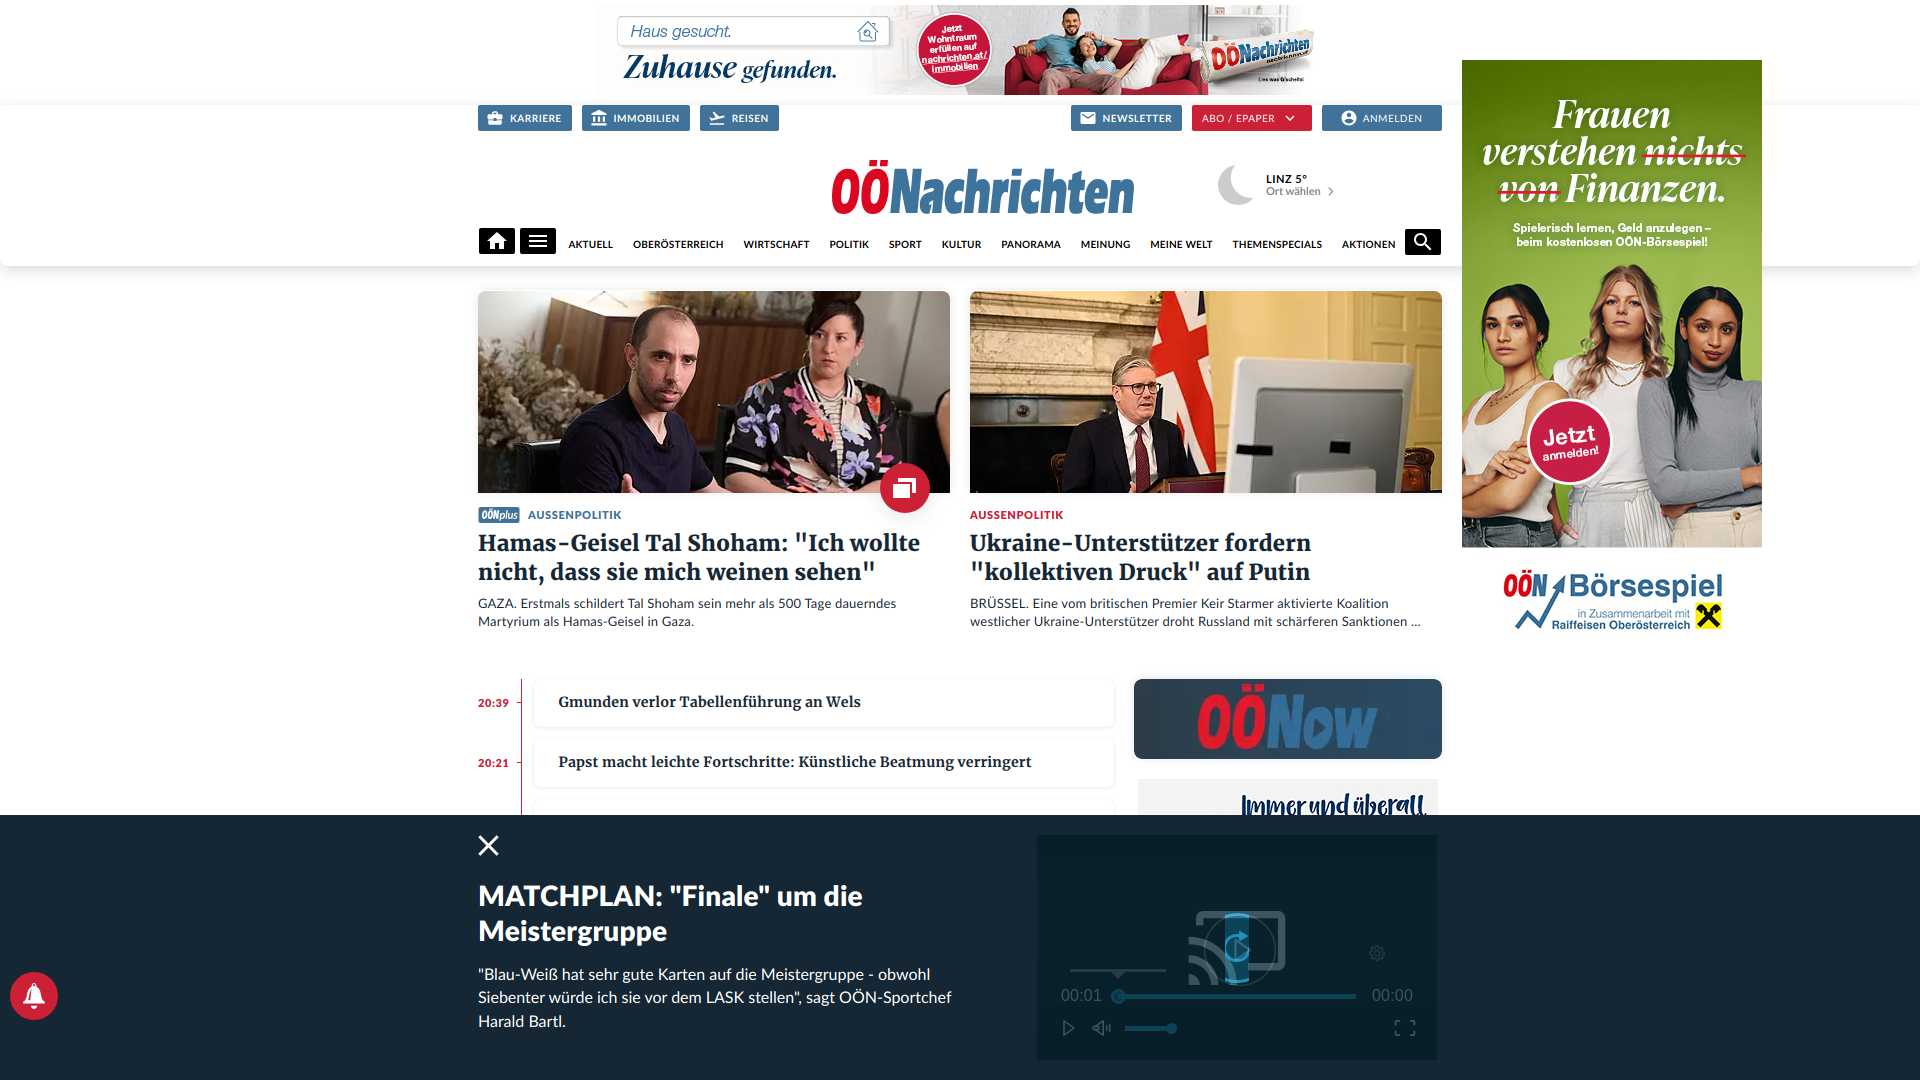 Haus gesucht.
Zuhause gefunden.
Jetzt
Wohntraum
erfüllen auf
nachrichten.at/
immobilien
OÖNachrichten
Lies was G'scheits!
KARRIERE
IMMOBILIEN
REISEN
NEWSLETTER
ABO / EPAPER
ANMELDEN
OÖNachrichten
LINZ 5°
Ort wählen
AKTUELL
OBERÖSTERREICH
WIRTSCHAFT
POLITIK
SPORT
KULTUR
PANORAMA
MEINUNG
MEINE WELT
THEMENSPECIALS
AKTIONEN
Frauen
verstehen nichts
von Finanzen.
Spielerisch lernen, Geld anzulegen –
beim kostenlosen OÖN-Börsespiel!
Jetzt
anmelden!
OÖN Börsespiel
in Zusammenarbeit mit
Raiffeisen Oberösterreich
OÖNplus AUSSENPOLITIK
Hamas-Geisel Tal Shoham: "Ich wollte
nicht, dass sie mich weinen sehen"
GAZA. Erstmals schildert Tal Shoham sein mehr als 500 Tage dauerndes
Martyrium als Hamas-Geisel in Gaza.
AUSSENPOLITIK
Ukraine-Unterstützer fordern
"kollektiven Druck" auf Putin
BRÜSSEL. Eine vom britischen Premier Keir Starmer aktivierte Koalition
westlicher Ukraine-Unterstützer droht Russland mit schärferen Sanktionen ...
20:39
Gmunden verlor Tabellenführung an Wels
20:21
Papst macht leichte Fortschritte: Künstliche Beatmung verringert
OÖNow
Immer und überall
MATCHPLAN: "Finale" um die
Meistergruppe
"Blau-Weiß hat sehr gute Karten auf die Meistergruppe - obwohl
Siebenter würde ich sie vor dem LASK stellen", sagt OÖN-Sportchef
Harald Bartl.
00:01
00:00